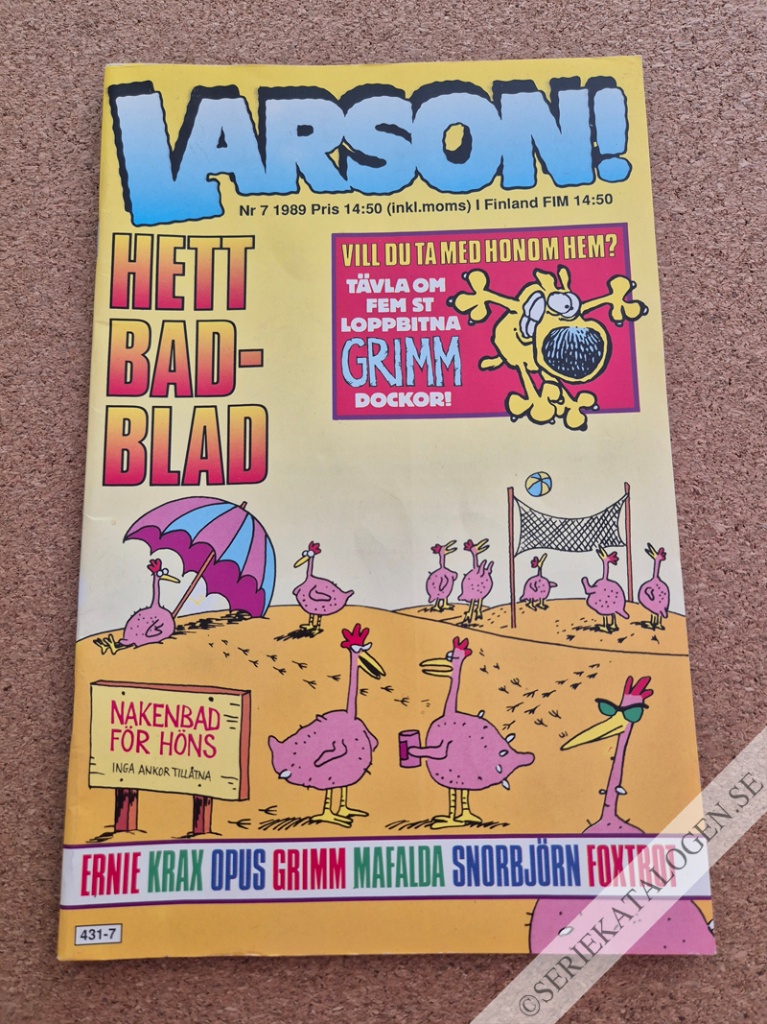 LARSON!
Nr 7 1989 Pris 14:50 (inkl.moms) I Finland FIM 14:50
HETT
BAD-
BLAD
VILL DU TA MED HONOM HEM?
TÄVLA OM
FEM ST
LOPPBITNA
GRIMM
DOCKOR!
NAKENBAD
FÖR HÖNS
INGA ANKOR TILLÅTNA
ERNIE KRAX OPUS GRIMM MAFALDA SNORBJÖRN FOXTROT
431-7
©SERIEKATALOGEN.SE